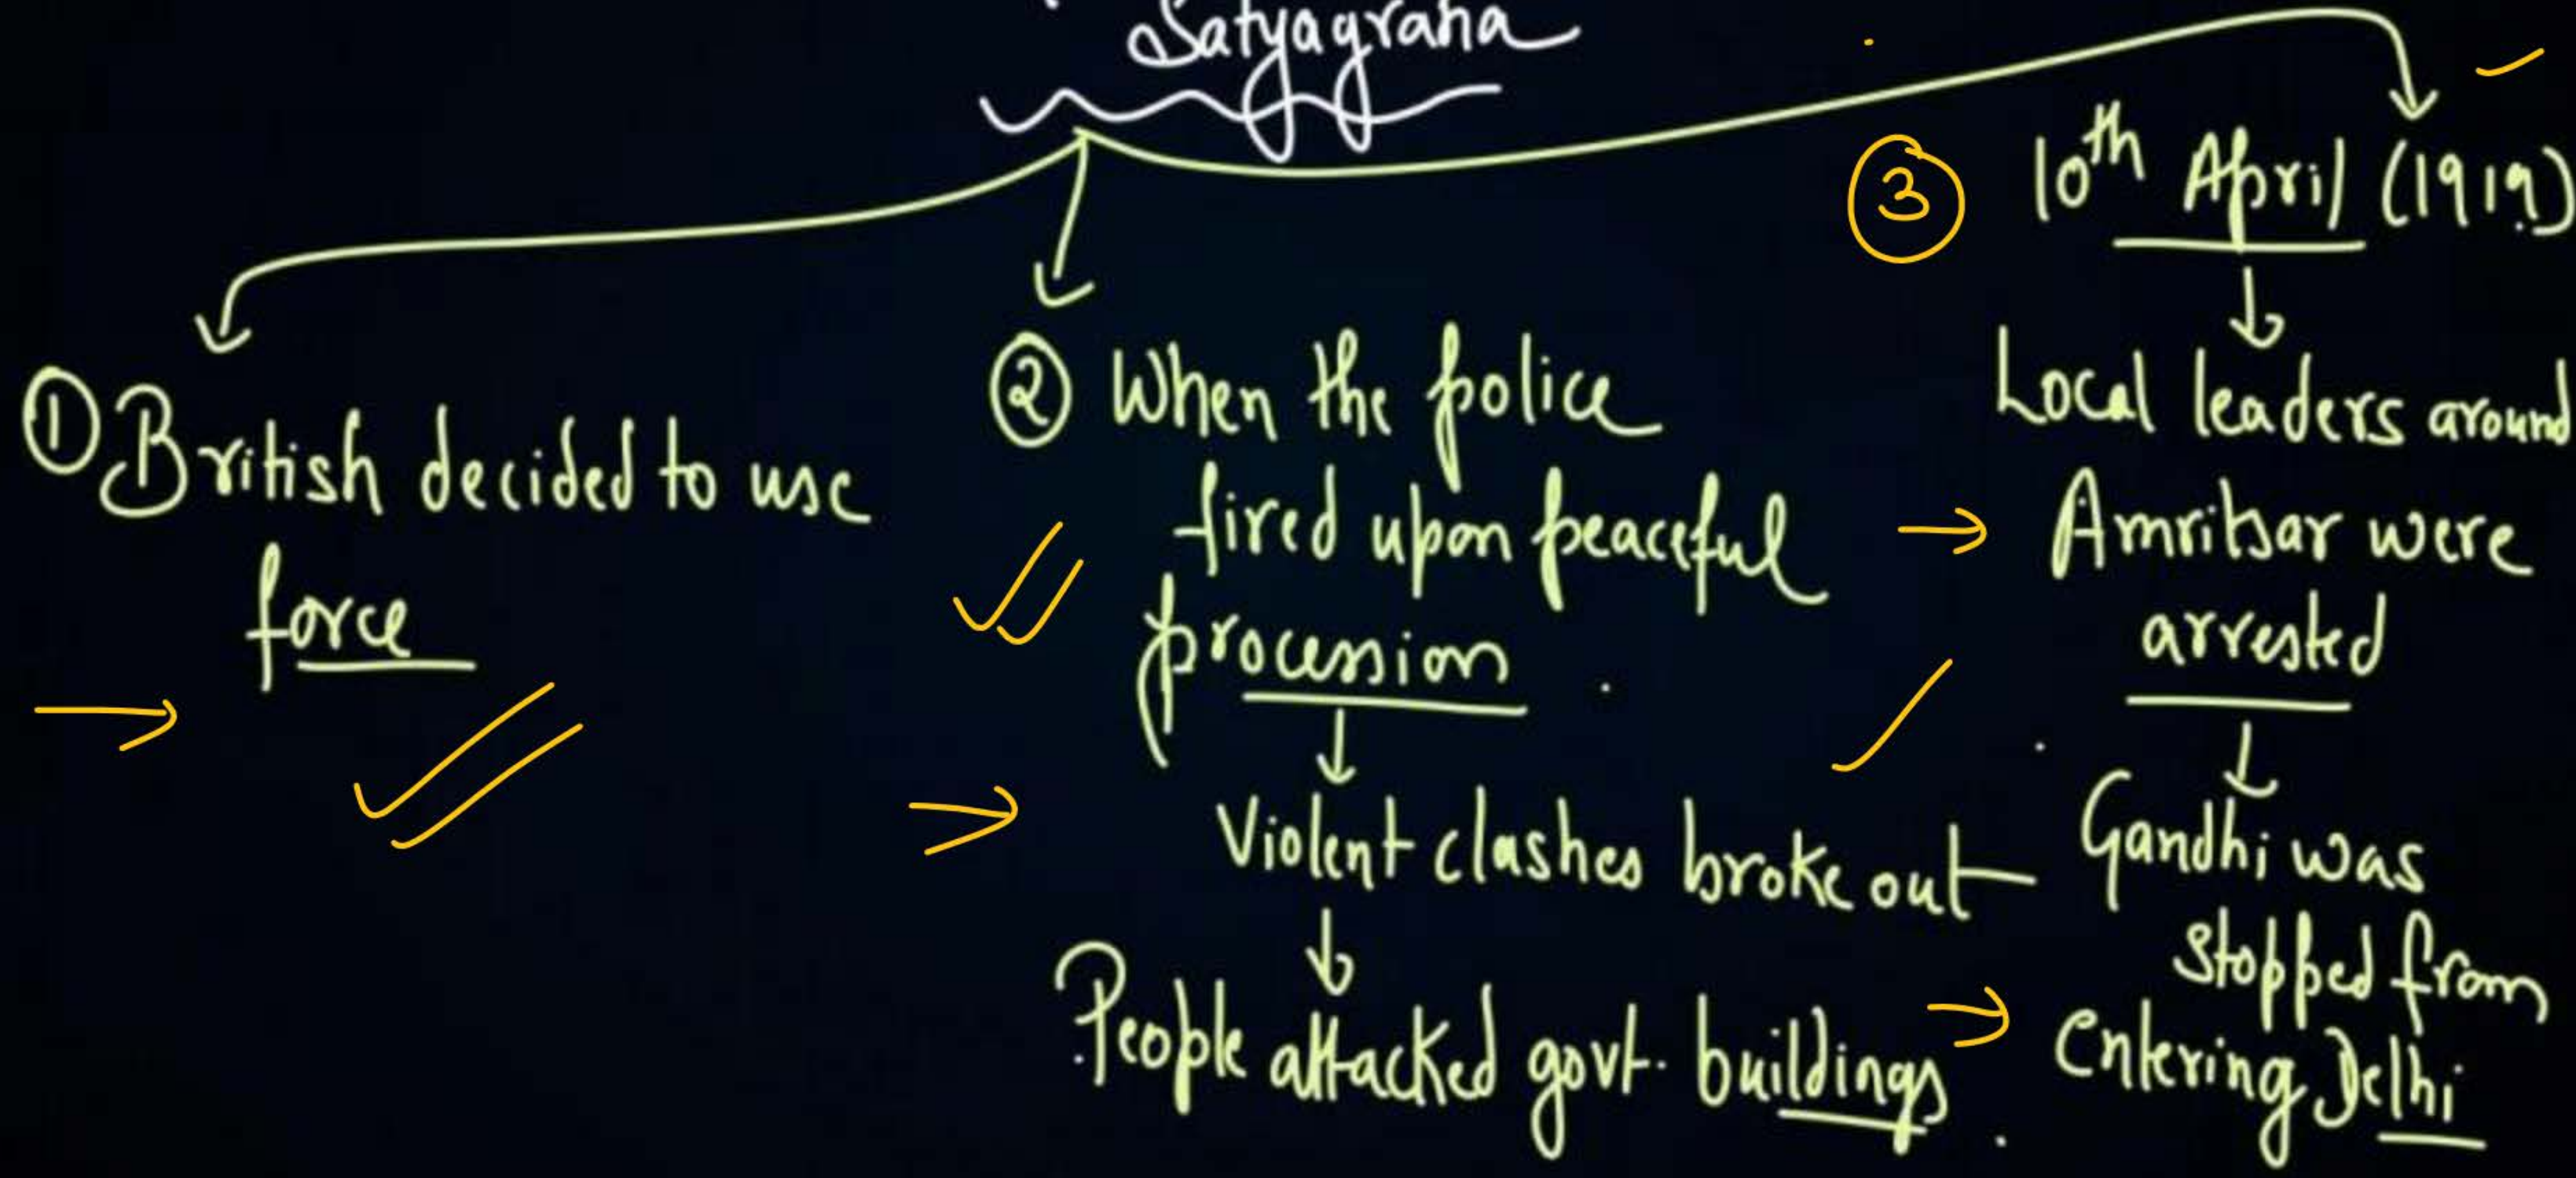 Satyagraha
① British decided to use
force
② When the police
fired upon peaceful
procession
Violent clashes broke out
People attacked govt. buildings
③ 10th April (1919)
Local leaders around
Amritsar were
arrested
Gandhi was
stopped from
entering Delhi